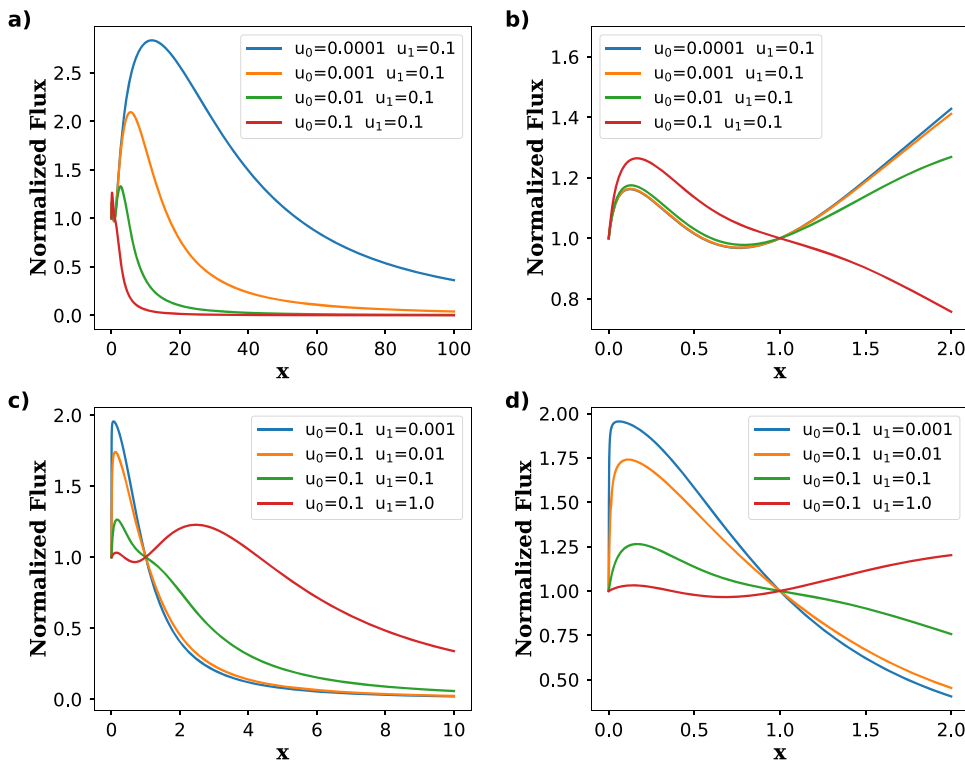 a)
Normalized Flux
2.5
2.0
1.5
1.0
0.5
0.0
u₀=0.0001 u₁=0.1
u₀=0.001 u₁=0.1
u₀=0.01 u₁=0.1
u₀=0.1 u₁=0.1
0 20 40 60 80 100
x
b)
Normalized Flux
1.6
1.4
1.2
1.0
0.8
u₀=0.0001 u₁=0.1
u₀=0.001 u₁=0.1
u₀=0.01 u₁=0.1
u₀=0.1 u₁=0.1
0.0 0.5 1.0 1.5 2.0
x
c)
Normalized Flux
2.0
1.5
1.0
0.5
0.0
u₀=0.1 u₁=0.001
u₀=0.1 u₁=0.01
u₀=0.1 u₁=0.1
u₀=0.1 u₁=1.0
0 2 4 6 8 10
x
d)
Normalized Flux
2.00
1.75
1.50
1.25
1.00
0.75
0.50
u₀=0.1 u₁=0.001
u₀=0.1 u₁=0.01
u₀=0.1 u₁=0.1
u₀=0.1 u₁=1.0
0.0 0.5 1.0 1.5 2.0
x